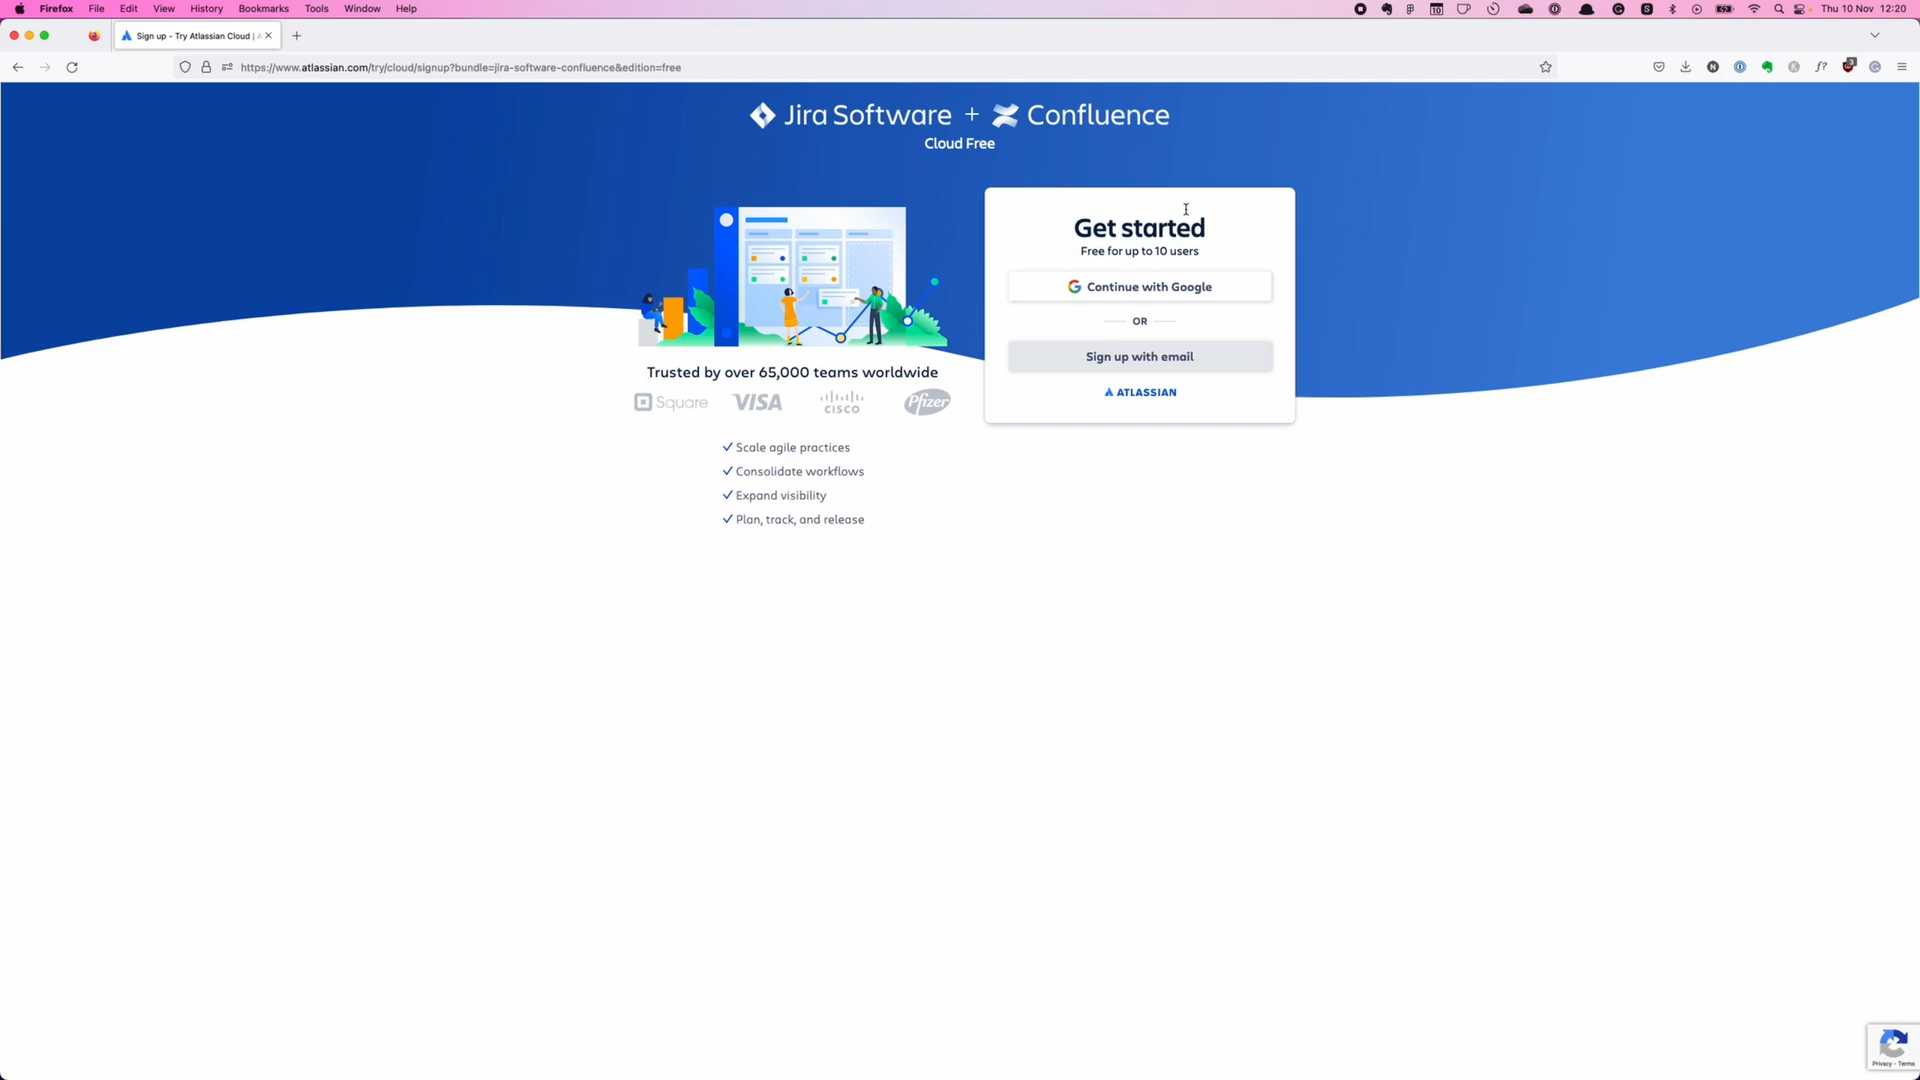 Firefox File Edit View History Bookmarks Tools Window Help Thu 10 Nov 12:20
Sign up - Try Atlassian Cloud | A
https://www.atlassian.com/try/cloud/signup?bundle=jira-software-confluence&edition=free
Jira Software + Confluence
Cloud Free
Get started
Free for up to 10 users
Continue with Google
OR
Sign up with email
ATLASSIAN
Trusted by over 65,000 teams worldwide
Square VISA CISCO Pfizer
Scale agile practices
Consolidate workflows
Expand visibility
Plan, track, and release
Privacy - Terms